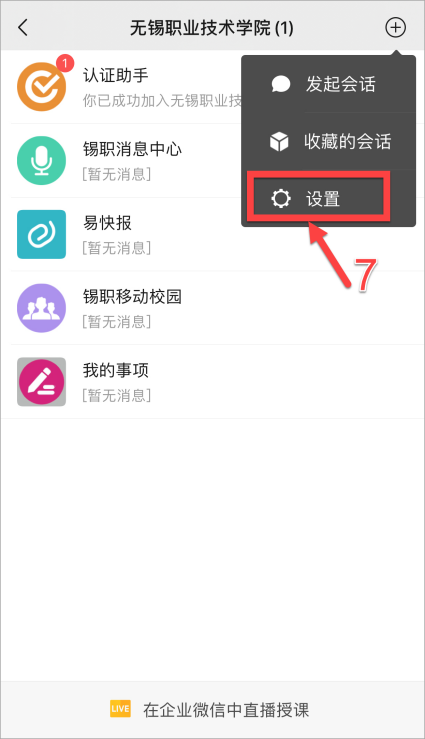 无锡职业技术学院 (1)
1
认证助手
你已成功加入无锡职业技
发起会话
锡职消息中心
[暂无消息]
收藏的会话
易快报
[暂无消息]
设置
7
锡职移动校园
[暂无消息]
我的事项
[暂无消息]
LIVE 在企业微信中直播授课